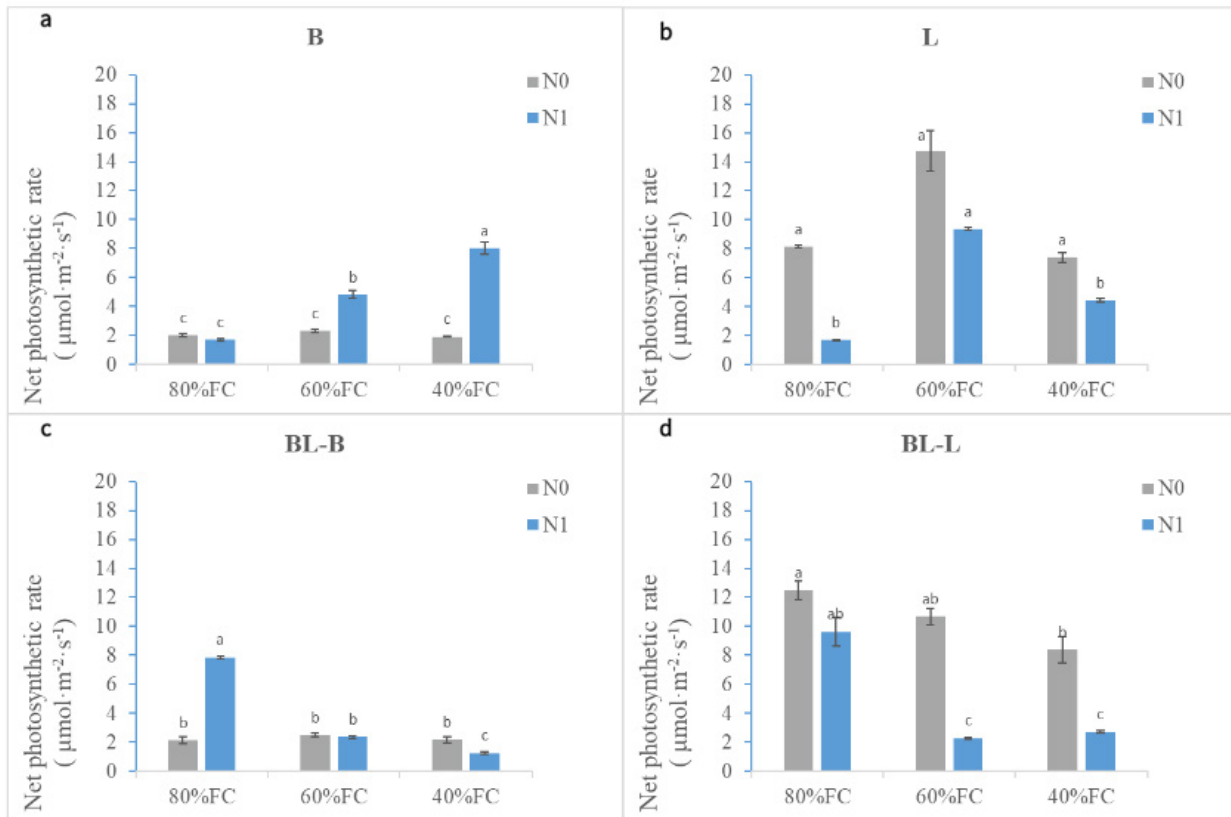 a
B
20
18
16
14
12
10
8
6
4
2
0
Net photosynthetic rate
( μmol·m⁻²·s⁻¹)
N0
N1
c
c
c
b
c
a
80%FC
60%FC
40%FC
b
L
20
18
16
14
12
10
8
6
4
2
0
Net photosynthetic rate
( μmol·m⁻²·s⁻¹)
N0
N1
a
b
a
a
a
b
80%FC
60%FC
40%FC
c
BL-B
20
18
16
14
12
10
8
6
4
2
0
Net photosynthetic rate
( μmol·m⁻²·s⁻¹)
N0
N1
b
a
b
b
b
c
80%FC
60%FC
40%FC
d
BL-L
20
18
16
14
12
10
8
6
4
2
0
Net photosynthetic rate
( μmol·m⁻²·s⁻¹)
N0
N1
a
ab
ab
c
b
c
80%FC
60%FC
40%FC